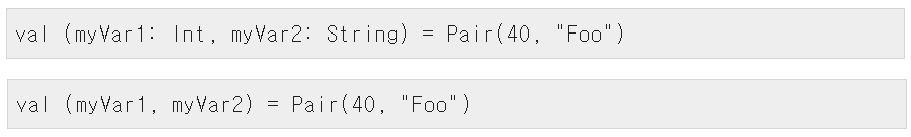 val (myVar1: Int, myVar2: String) = Pair(40, "Foo")
val (myVar1, myVar2) = Pair(40, "Foo")